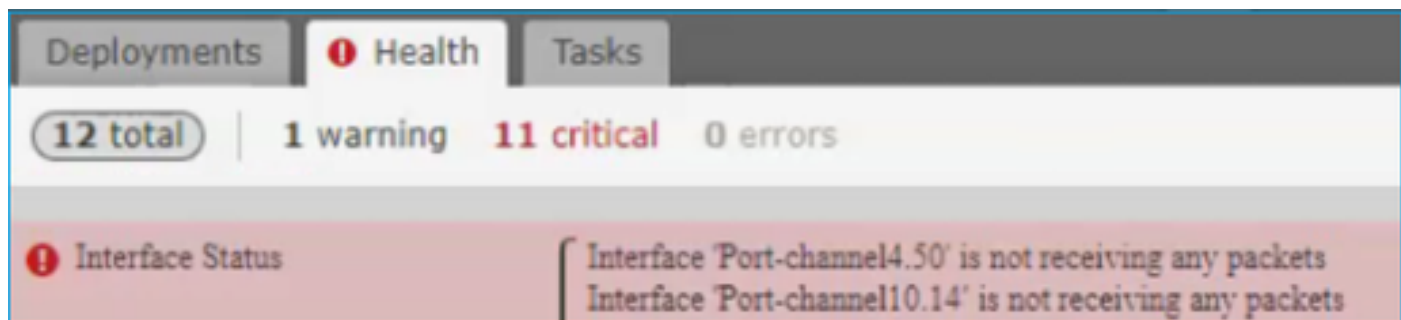 Deployments Health Tasks
12 total 1 warning 11 critical 0 errors
Interface Status Interface 'Port-channel4.50' is not receiving any packets
Interface 'Port-channel10.14' is not receiving any packets